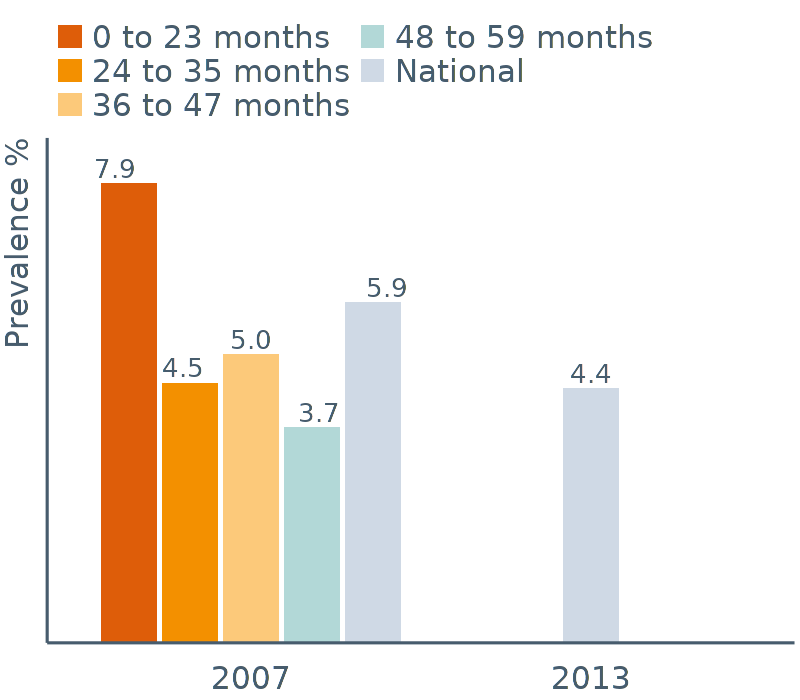 0 to 23 months
24 to 35 months
36 to 47 months
48 to 59 months
National
Prevalence %
7.9
4.5
5.0
3.7
5.9
4.4
2007
2013